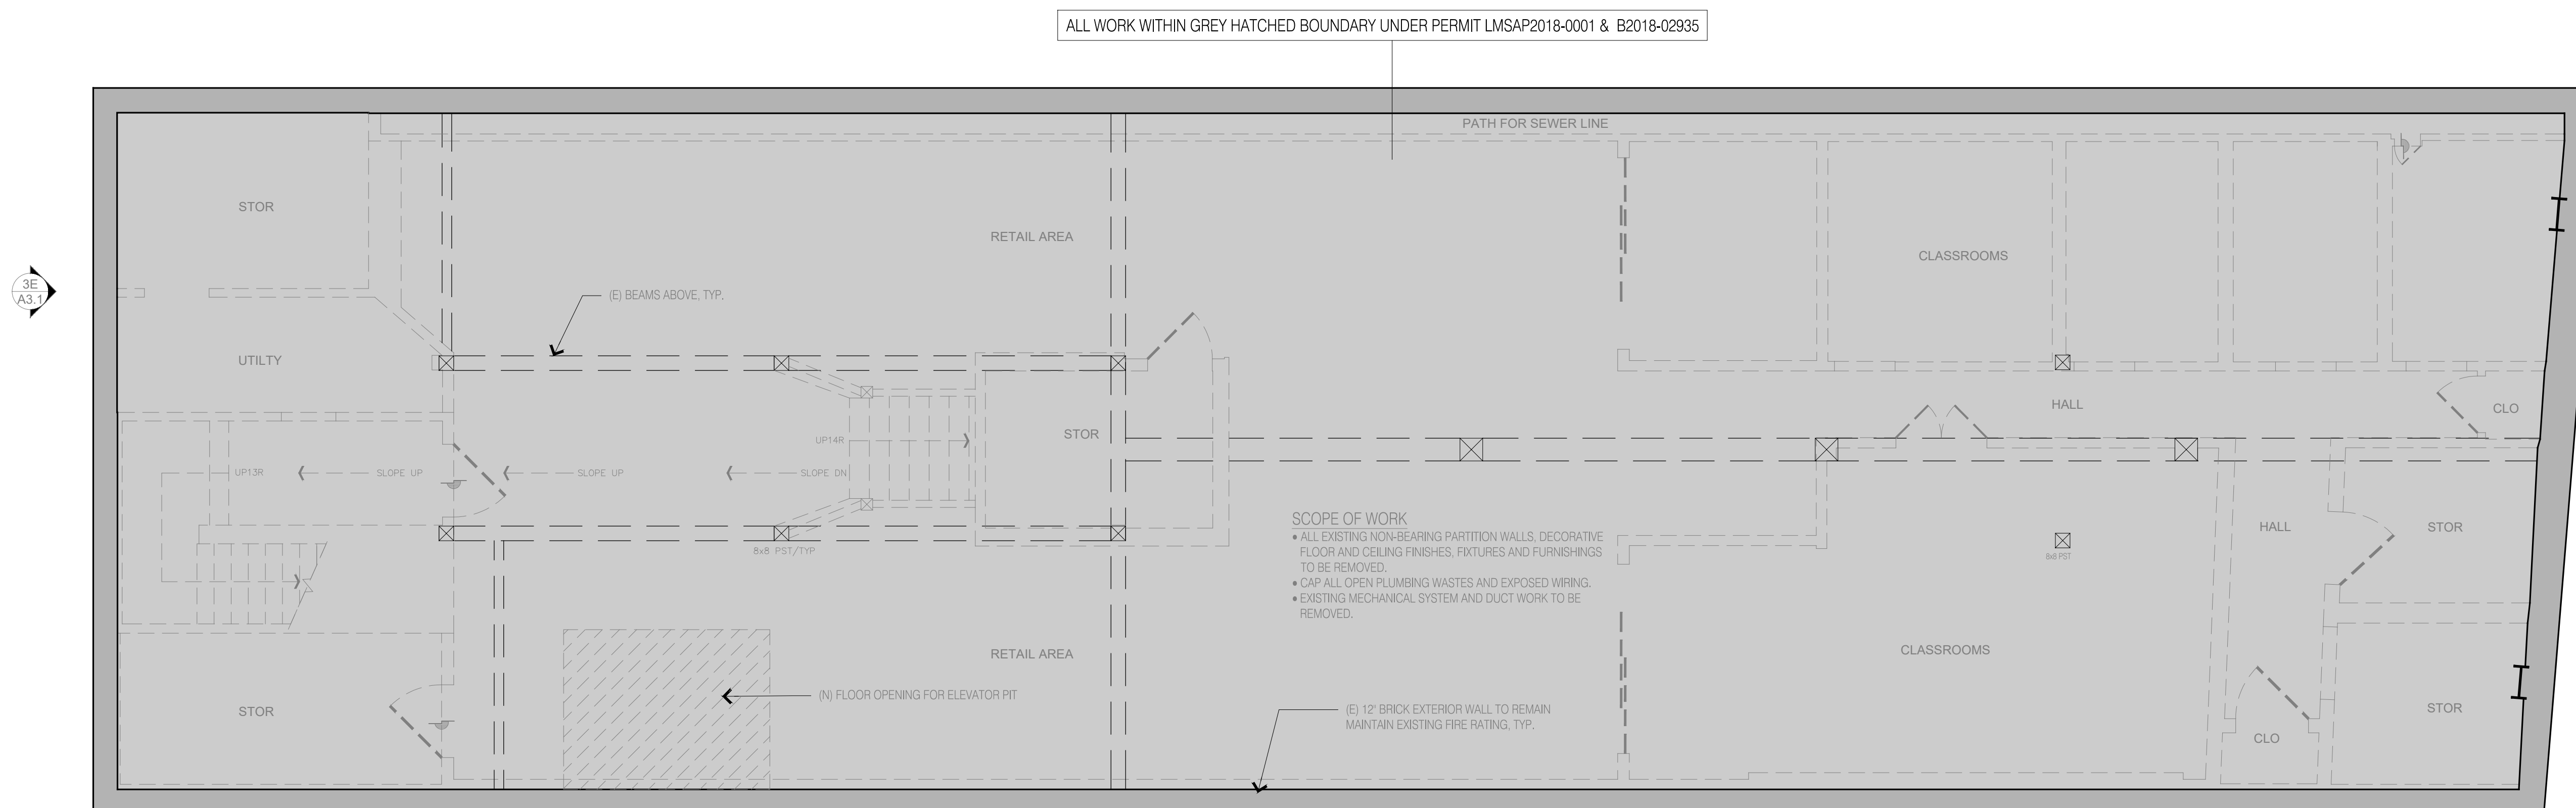 ALL WORK WITHIN GREY HATCHED BOUNDARY UNDER PERMIT LMSAP2018-0001 & B2018-02935
PATH FOR SEWER LINE
STOR
RETAIL AREA
CLASSROOMS
3E
A3.1
(E) BEAMS ABOVE, TYP.
UTILTY
HALL
CLO
STOR
UP14R
UP13R
SLOPE UP
SLOPE UP
SLOPE DN
8x8 PST/TYP
SCOPE OF WORK
• ALL EXISTING NON-BEARING PARTITION WALLS, DECORATIVE
FLOOR AND CEILING FINISHES, FIXTURES AND FURNISHINGS
TO BE REMOVED.
• CAP ALL OPEN PLUMBING WASTES AND EXPOSED WIRING.
• EXISTING MECHANICAL SYSTEM AND DUCT WORK TO BE
REMOVED.
HALL
STOR
8x8 PST
RETAIL AREA
CLASSROOMS
(N) FLOOR OPENING FOR ELEVATOR PIT
STOR
(E) 12" BRICK EXTERIOR WALL TO REMAIN
MAINTAIN EXISTING FIRE RATING, TYP.
STOR
CLO